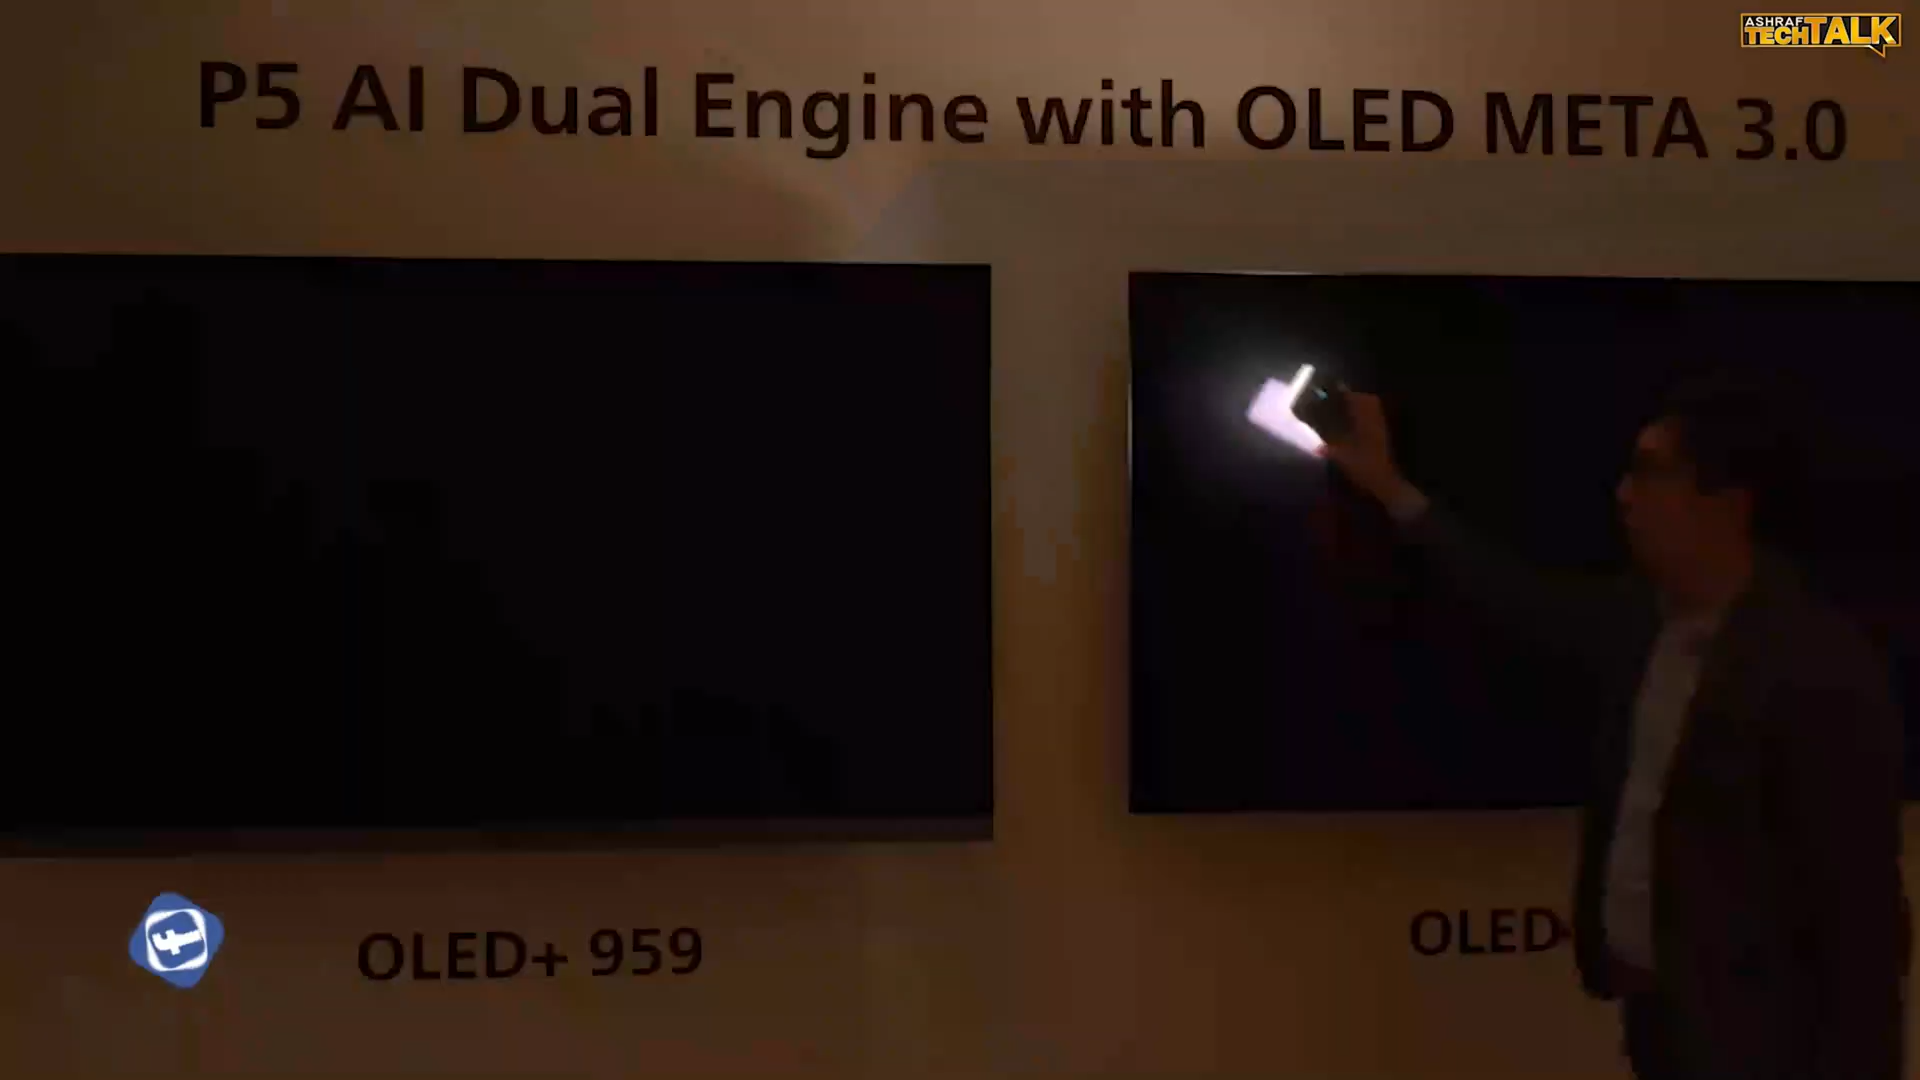 ASHRAF
TECHTALK
P5 AI Dual Engine with OLED META 3.0
OLED+ 959
OLED